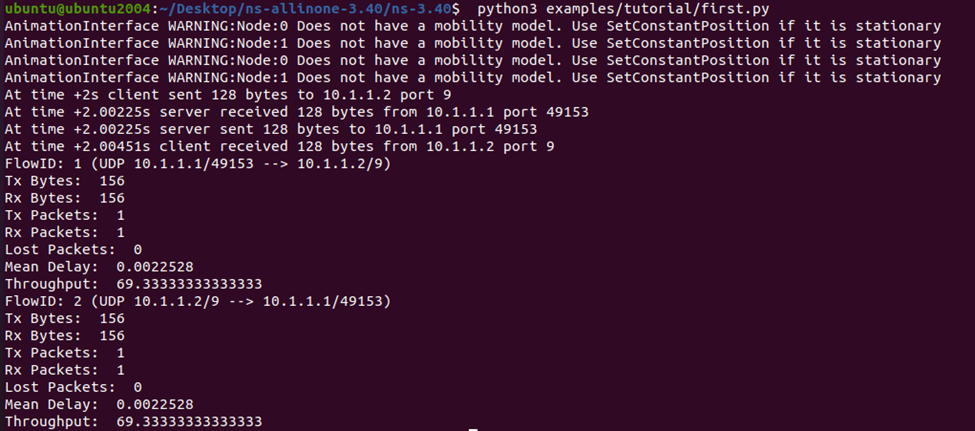 ubuntu@ubuntu2004:~/Desktop/ns-allinone-3.40/ns-3.40$  python3 examples/tutorial/first.py
AnimationInterface WARNING:Node:0 Does not have a mobility model. Use SetConstantPosition if it is stationary
AnimationInterface WARNING:Node:1 Does not have a mobility model. Use SetConstantPosition if it is stationary
AnimationInterface WARNING:Node:0 Does not have a mobility model. Use SetConstantPosition if it is stationary
AnimationInterface WARNING:Node:1 Does not have a mobility model. Use SetConstantPosition if it is stationary
At time +2s client sent 128 bytes to 10.1.1.2 port 9
At time +2.00225s server received 128 bytes from 10.1.1.1 port 49153
At time +2.00225s server sent 128 bytes to 10.1.1.1 port 49153
At time +2.00451s client received 128 bytes from 10.1.1.2 port 9
FlowID: 1 (UDP 10.1.1.1/49153 --> 10.1.1.2/9)
Tx Bytes:  156
Rx Bytes:  156
Tx Packets:  1
Rx Packets:  1
Lost Packets:  0
Mean Delay:  0.0022528
Throughput:  69.33333333333333
FlowID: 2 (UDP 10.1.1.2/9 --> 10.1.1.1/49153)
Tx Bytes:  156
Rx Bytes:  156
Tx Packets:  1
Rx Packets:  1
Lost Packets:  0
Mean Delay:  0.0022528
Throughput:  69.33333333333333